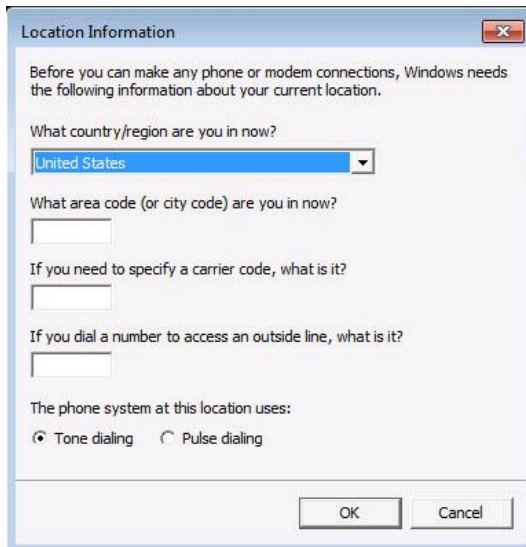 Location Information
Before you can make any phone or modem connections, Windows needs
the following information about your current location.
What country/region are you in now?
United States
What area code (or city code) are you in now?
If you need to specify a carrier code, what is it?
If you dial a number to access an outside line, what is it?
The phone system at this location uses:
Tone dialing Pulse dialing
OK Cancel